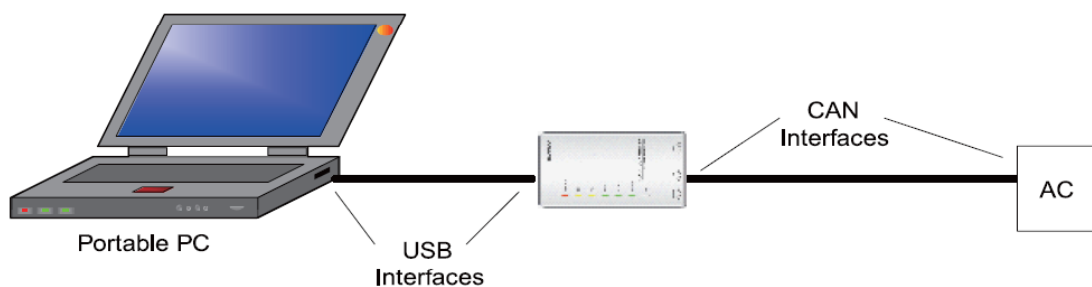 CAN
Interfaces
AC
Portable PC
USB
Interfaces